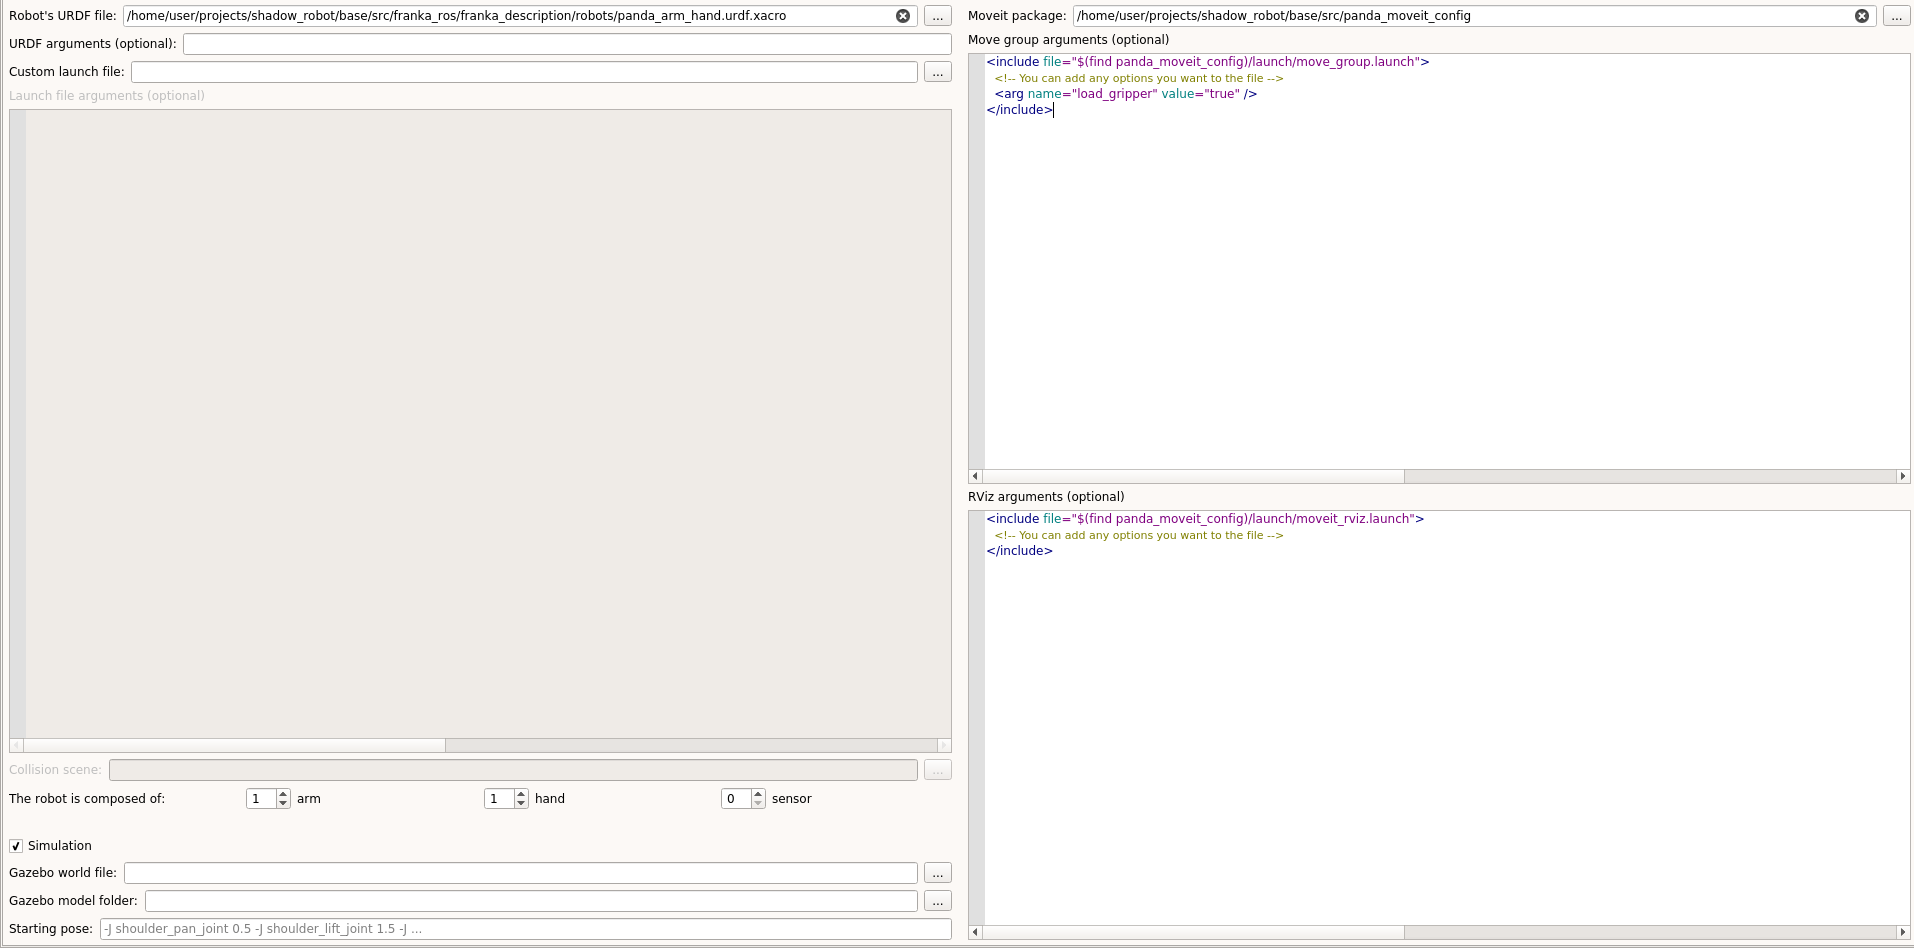 Robot's URDF file: /home/user/projects/shadow_robot/base/src/franka_ros/franka_description/robots/panda_arm_hand.urdf.xacro ...
URDF arguments (optional):
Custom launch file: ...
Launch file arguments (optional)
Collision scene: ...
The robot is composed of: 1 arm 1 hand 0 sensor
Simulation
Gazebo world file: ...
Gazebo model folder: ...
Starting pose: -J shoulder_pan_joint 0.5 -J shoulder_lift_joint 1.5 -J ...
Moveit package: /home/user/projects/shadow_robot/base/src/panda_moveit_config ...
Move group arguments (optional)
<include file="$(find panda_moveit_config)/launch/move_group.launch">
<!-- You can add any options you want to the file -->
<arg name="load_gripper" value="true" />
</include>
RViz arguments (optional)
<include file="$(find panda_moveit_config)/launch/moveit_rviz.launch">
<!-- You can add any options you want to the file -->
</include>